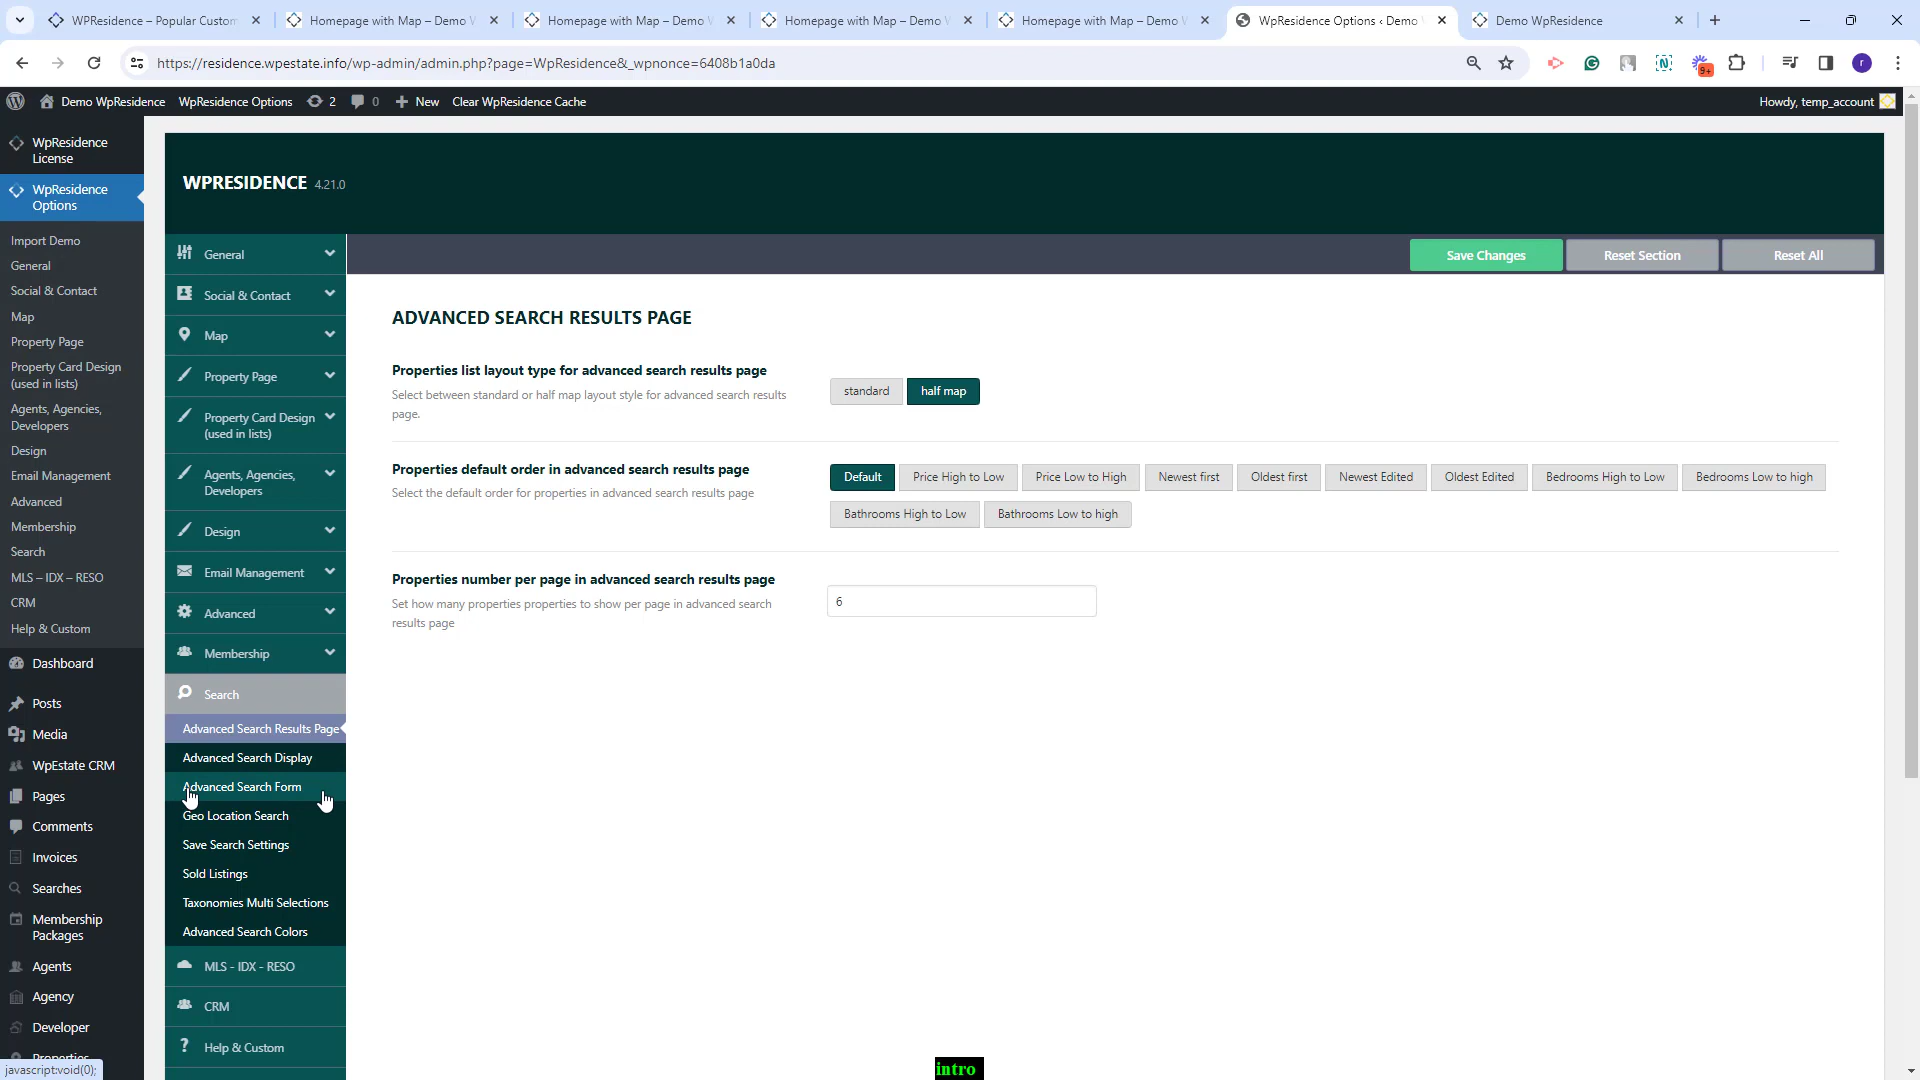 WPResidence – Popular Custom
Homepage with Map – Demo
Homepage with Map – Demo
Homepage with Map – Demo
Homepage with Map – Demo
WpResidence Options ‹ Demo
Demo WpResidence
https://residence.wpestate.info/wp-admin/admin.php?page=WpResidence&_wpnonce=6408b1a0da
9+
r
Demo WpResidence
WpResidence Options
2
0
New
Clear WpResidence Cache
Howdy, temp_account
WpResidence
License
WpResidence
Options
Import Demo
General
Social & Contact
Map
Property Page
Property Card Design
(used in lists)
Agents, Agencies,
Developers
Design
Email Management
Advanced
Membership
Search
MLS – IDX – RESO
CRM
Help & Custom
Dashboard
Posts
Media
WpEstate CRM
Pages
Comments
Invoices
Searches
Membership
Packages
Agents
Agency
Developer
Properties
javascript:void(0);
WPRESIDENCE 4.21.0
General
Social & Contact
Map
Property Page
Property Card Design
(used in lists)
Agents, Agencies,
Developers
Design
Email Management
Advanced
Membership
Search
Advanced Search Results Page
Advanced Search Display
Advanced Search Form
Geo Location Search
Save Search Settings
Sold Listings
Taxonomies Multi Selections
Advanced Search Colors
MLS - IDX - RESO
CRM
Help & Custom
Save Changes
Reset Section
Reset All
ADVANCED SEARCH RESULTS PAGE
Properties list layout type for advanced search results page
Select between standard or half map layout style for advanced search results
page.
standard
half map
Properties default order in advanced search results page
Select the default order for properties in advanced search results page
Default
Price High to Low
Price Low to High
Newest first
Oldest first
Newest Edited
Oldest Edited
Bedrooms High to Low
Bedrooms Low to high
Bathrooms High to Low
Bathrooms Low to high
Properties number per page in advanced search results page
Set how many properties properties to show per page in advanced search
results page
6
intro